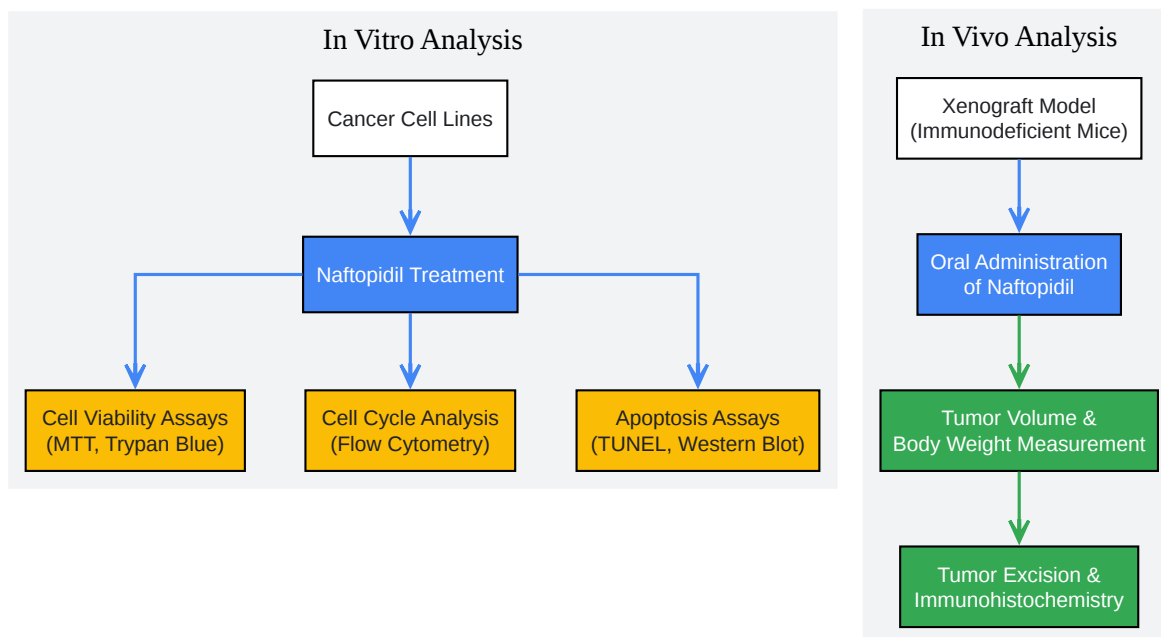 In Vitro Analysis
Cancer Cell Lines
Naftopidil Treatment
Cell Viability Assays
(MTT, Trypan Blue)
Cell Cycle Analysis
(Flow Cytometry)
Apoptosis Assays
(TUNEL, Western Blot)
In Vivo Analysis
Xenograft Model
(Immunodeficient Mice)
Oral Administration
of Naftopidil
Tumor Volume &
Body Weight Measurement
Tumor Excision &
Immunohistochemistry